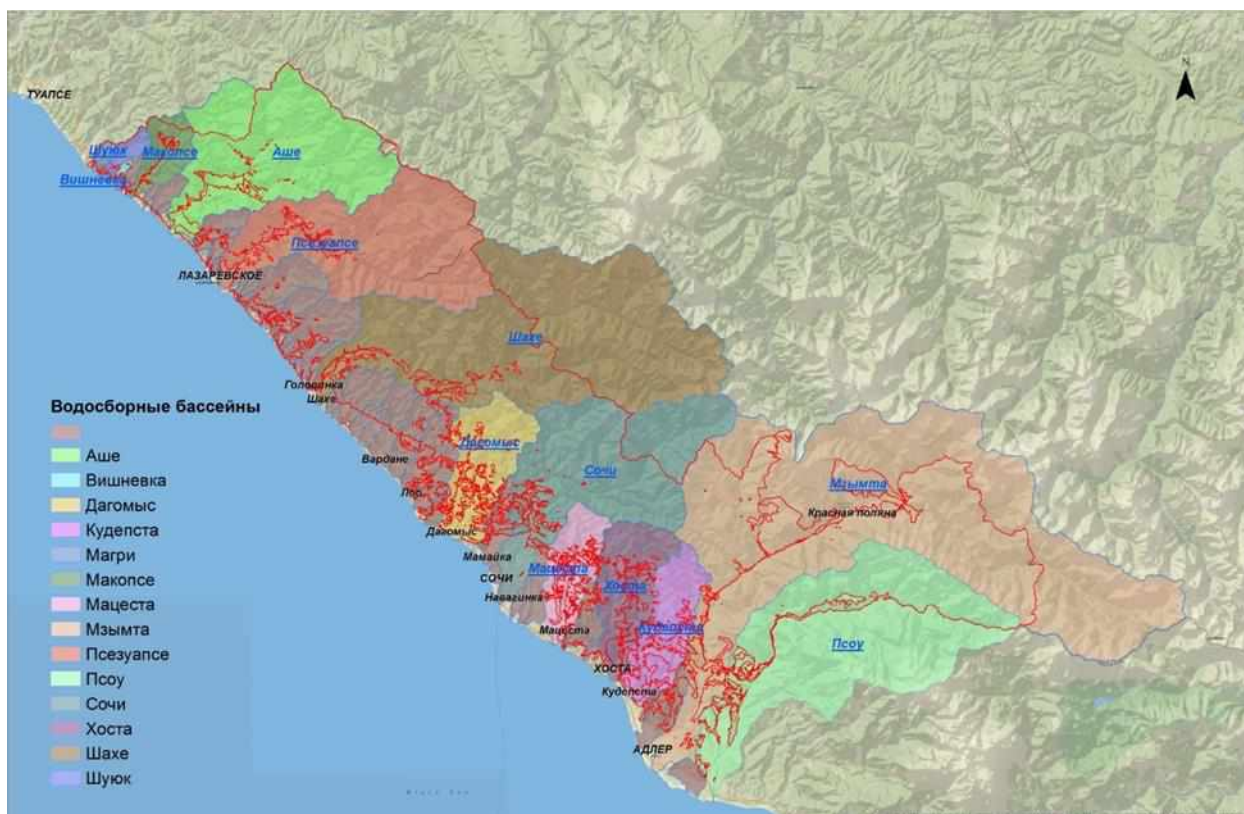 N
ТУАПСЕ
Шуюк
Макопсе
Аше
Вишневка
Псезуапсе
ЛАЗАРЕВСКОЕ
Шахе
Головинка
Шахе
Водосборные бассейны
Аше
Вишневка
Дагомыс
Кудепста
Магри
Макопсе
Мацеста
Мзымта
Псезуапсе
Псоу
Сочи
Хоста
Шахе
Шуюк
Дагомыс
Вардане
Сочи
Мзымта
Лоо
Красная поляна
Дагомыс
Мамайка
СОЧИ
Мацеста
Хоста
Навагинка
Мацеста
Кудепста
Псоу
ХОСТА
Кудепста
АДЛЕР
Black Sea